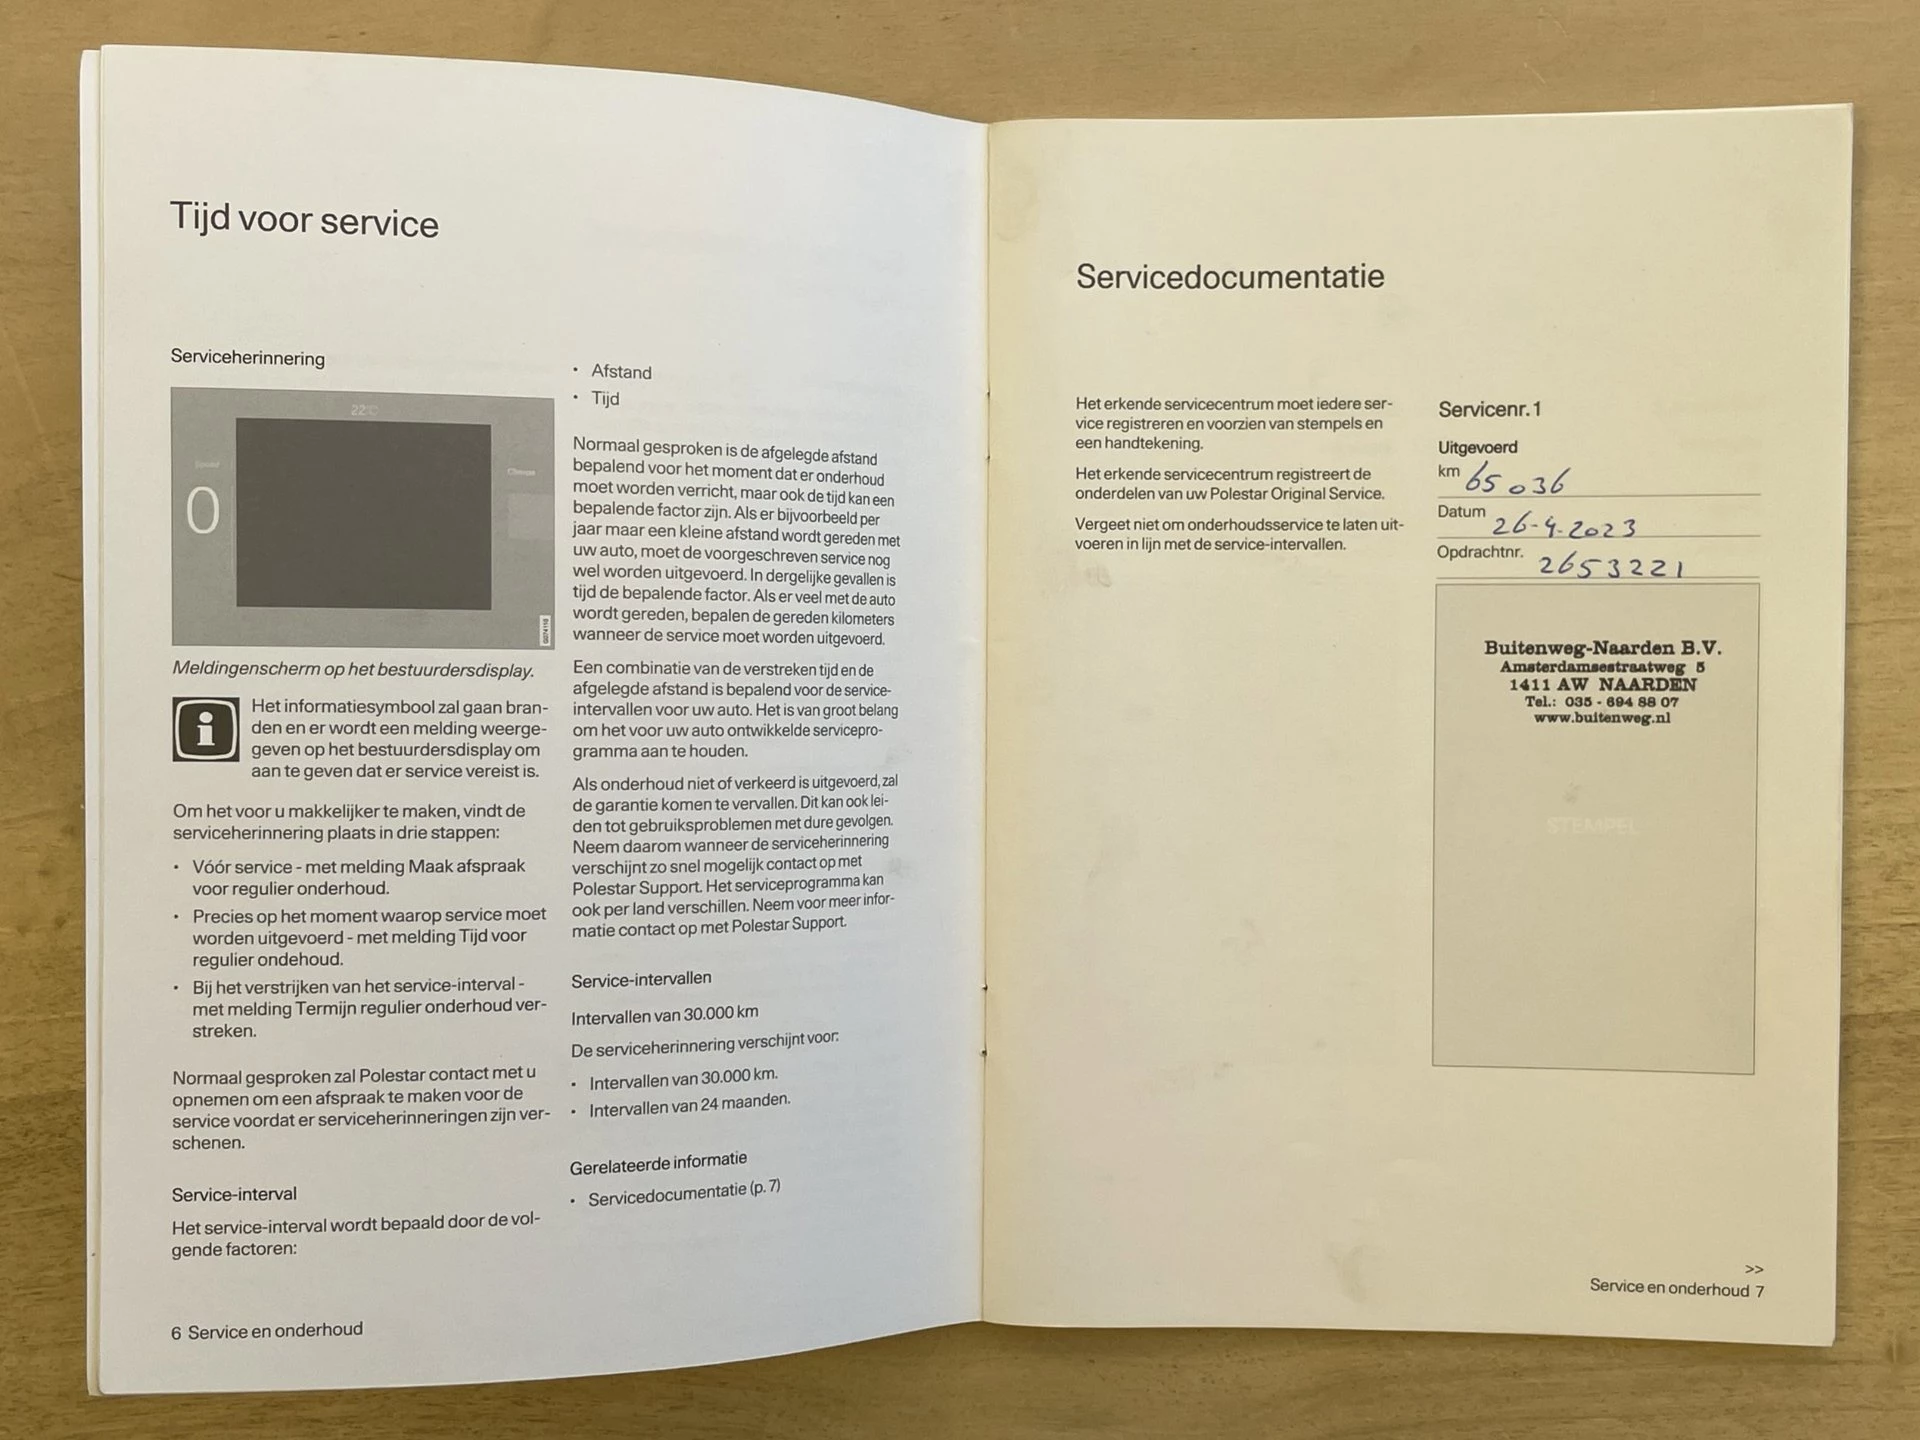 Tijd voor service
Serviceherinnering
22°C
0
G074116
Meldingenscherm op het bestuurdersdisplay.
Het informatiesymbool zal gaan bran-
den en er wordt een melding weerge-
geven op het bestuurdersdisplay om
aan te geven dat er service vereist is.
Om het voor u makkelijker te maken, vindt de
serviceherinnering plaats in drie stappen:
• Vóór service - met melding Maak afspraak
voor regulier onderhoud.
• Precies op het moment waarop service moet
worden uitgevoerd - met melding Tijd voor
regulier ondehoud.
• Bij het verstrijken van het service-interval -
met melding Termijn regulier onderhoud ver-
streken.
Normaal gesproken zal Polestar contact met u
opnemen om een afspraak te maken voor de
service voordat er serviceherinneringen zijn ver-
schenen.
Service-interval
Het service-interval wordt bepaald door de vol-
gende factoren:
• Afstand
• Tijd
Normaal gesproken is de afgelegde afstand
bepalend voor het moment dat er onderhoud
moet worden verricht, maar ook de tijd kan een
bepalende factor zijn. Als er bijvoorbeeld per
jaar maar een kleine afstand wordt gereden met
uw auto, moet de voorgeschreven service nog
wel worden uitgevoerd. In dergelijke gevallen is
tijd de bepalende factor. Als er veel met de auto
wordt gereden, bepalen de gereden kilometers
wanneer de service moet worden uitgevoerd.
Een combinatie van de verstreken tijd en de
afgelegde afstand is bepalend voor de service-
intervallen voor uw auto. Het is van groot belang
om het voor uw auto ontwikkelde servicepro-
gramma aan te houden.
Als onderhoud niet of verkeerd is uitgevoerd, zal
de garantie komen te vervallen. Dit kan ook lei-
den tot gebruiksproblemen met dure gevolgen.
Neem daarom wanneer de serviceherinnering
verschijnt zo snel mogelijk contact op met
Polestar Support. Het serviceprogramma kan
ook per land verschillen. Neem voor meer infor-
matie contact op met Polestar Support.
Service-intervallen
Intervallen van 30.000 km
De serviceherinnering verschijnt voor:
• Intervallen van 30.000 km.
• Intervallen van 24 maanden.
Gerelateerde informatie
• Servicedocumentatie (p. 7)
6 Service en onderhoud
Servicedocumentatie
Het erkende servicecentrum moet iedere ser-
vice registreren en voorzien van stempels en
een handtekening.
Het erkende servicecentrum registreert de
onderdelen van uw Polestar Original Service.
Vergeet niet om onderhoudsservice te laten uit-
voeren in lijn met de service-intervallen.
Servicenr. 1
Uitgevoerd
km 65036
Datum 26-4-2023
Opdrachtnr. 2653221
Buitenweg-Naarden B.V.
Amsterdamsestraatweg 5
1411 AW NAARDEN
Tel.: 035 - 694 88 07
www.buitenweg.nl
STEMPEL
>>
Service en onderhoud 7